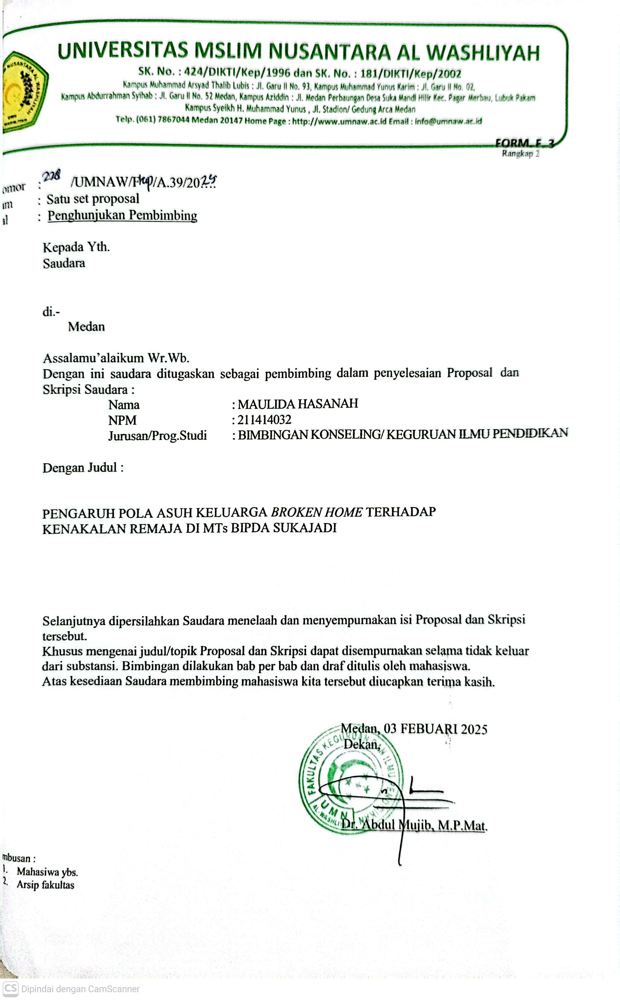 UNIVERSITAS MSLIM NUSANTARA AL WASHLIYAH
SK. No. : 424/DIKTI/Kep/1996 dan SK. No. : 181/DIKTI/Kep/2002
Kampus Muhammad Arsyad Thalib Lubis : Jl. Garu II No. 93, Kampus Muhammad Yunus Karim : Jl. Garu II No. 02,
Kampus Abdurrahman Syihab : Jl. Garu II No. 52 Medan, Kampus Aziddin : Jl. Medan Perbaungan Desa Suka Mandi Hilir Kec. Pagar Merbau, Lubuk Pakam
Kampus Syeikh H. Muhammad Yunus , Jl. Stadion/ Gedung Arca Medan
Telp. (061) 7867044 Medan 20147 Home Page : http://www.umnaw.ac.id Email : info@umnaw.ac.id
FORM. F. 3
Rangkap 2
omor : 228 /UMNAW/Fkip/A.39/2025
am : Satu set proposal
al : Penghunjukan Pembimbing
Kepada Yth.
Saudara
di.-
Medan
Assalamu’alaikum Wr.Wb.
Dengan ini saudara ditugaskan sebagai pembimbing dalam penyelesaian Proposal dan
Skripsi Saudara :
Nama : MAULIDA HASANAH
NPM : 211414032
Jurusan/Prog.Studi : BIMBINGAN KONSELING/ KEGURUAN ILMU PENDIDIKAN
Dengan Judul :
PENGARUH POLA ASUH KELUARGA BROKEN HOME TERHADAP
KENAKALAN REMAJA DI MTs BIPDA SUKAJADI
Selanjutnya dipersilahkan Saudara menelaah dan menyempurnakan isi Proposal dan Skripsi
tersebut.
Khusus mengenai judul/topik Proposal dan Skripsi dapat disempurnakan selama tidak keluar
dari substansi. Bimbingan dilakukan bab per bab dan draf ditulis oleh mahasiswa.
Atas kesediaan Saudara membimbing mahasiswa kita tersebut diucapkan terima kasih.
Medan, 03 FEBUARI 2025
Dekan,
FAKULTAS KEGURUAN DAN ILMU PENDIDIKAN
UMN
AL-WASHLIYAH
Dr. Abdul Mujib, M.P.Mat.
mbusan :
1. Mahasiwa ybs.
2. Arsip fakultas
CS Dipindai dengan CamScanner